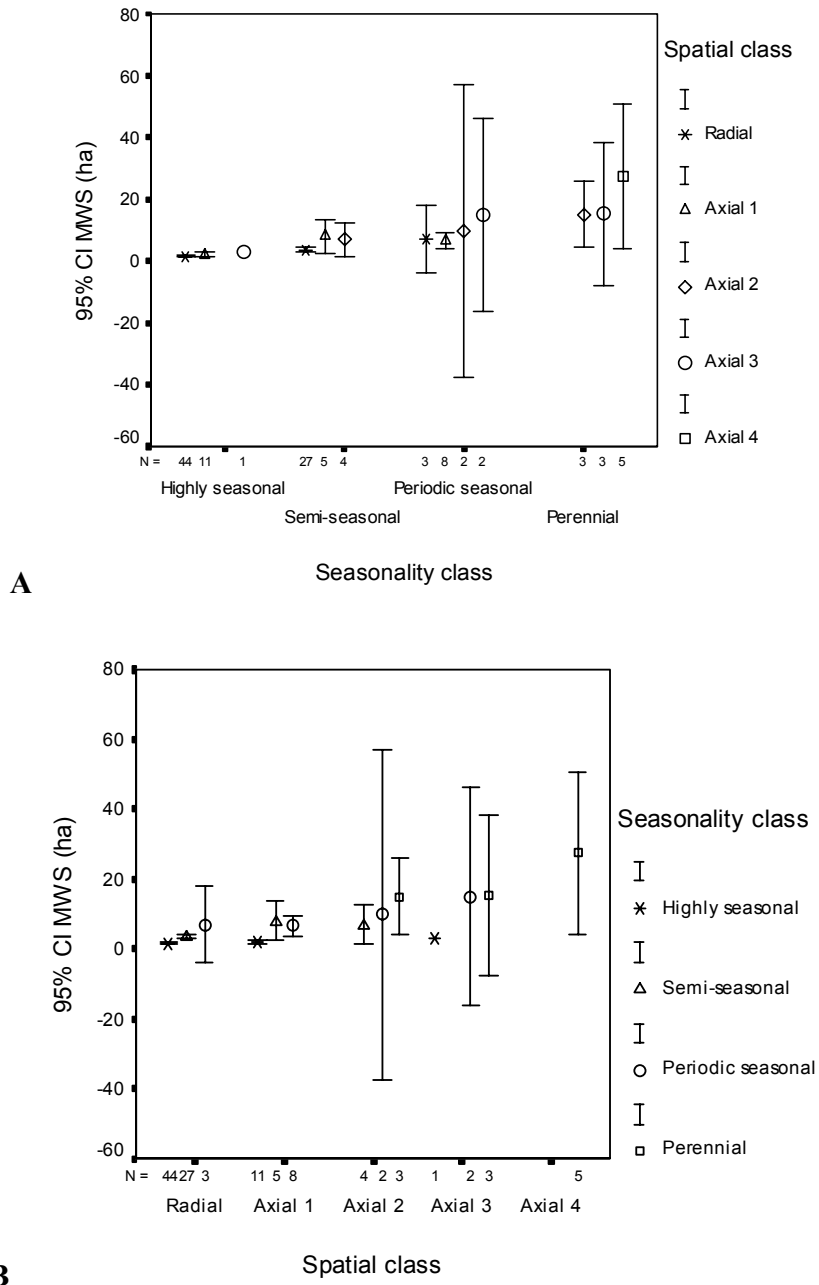 80
60
40
20
0
-20
-40
-60
95% CI MWS (ha)
N = 44 11 1 27 5 4 3 8 2 2 3 3 5
Highly seasonal Periodic seasonal
Semi-seasonal Perennial
Seasonality class
Spatial class
Radial
Axial 1
Axial 2
Axial 3
Axial 4
A
80
60
40
20
0
-20
-40
-60
95% CI MWS (ha)
N = 44 27 3 11 5 8 4 2 3 1 2 3 5
Radial Axial 1 Axial 2 Axial 3 Axial 4
Spatial class
Seasonality class
Highly seasonal
Semi-seasonal
Periodic seasonal
Perennial
B